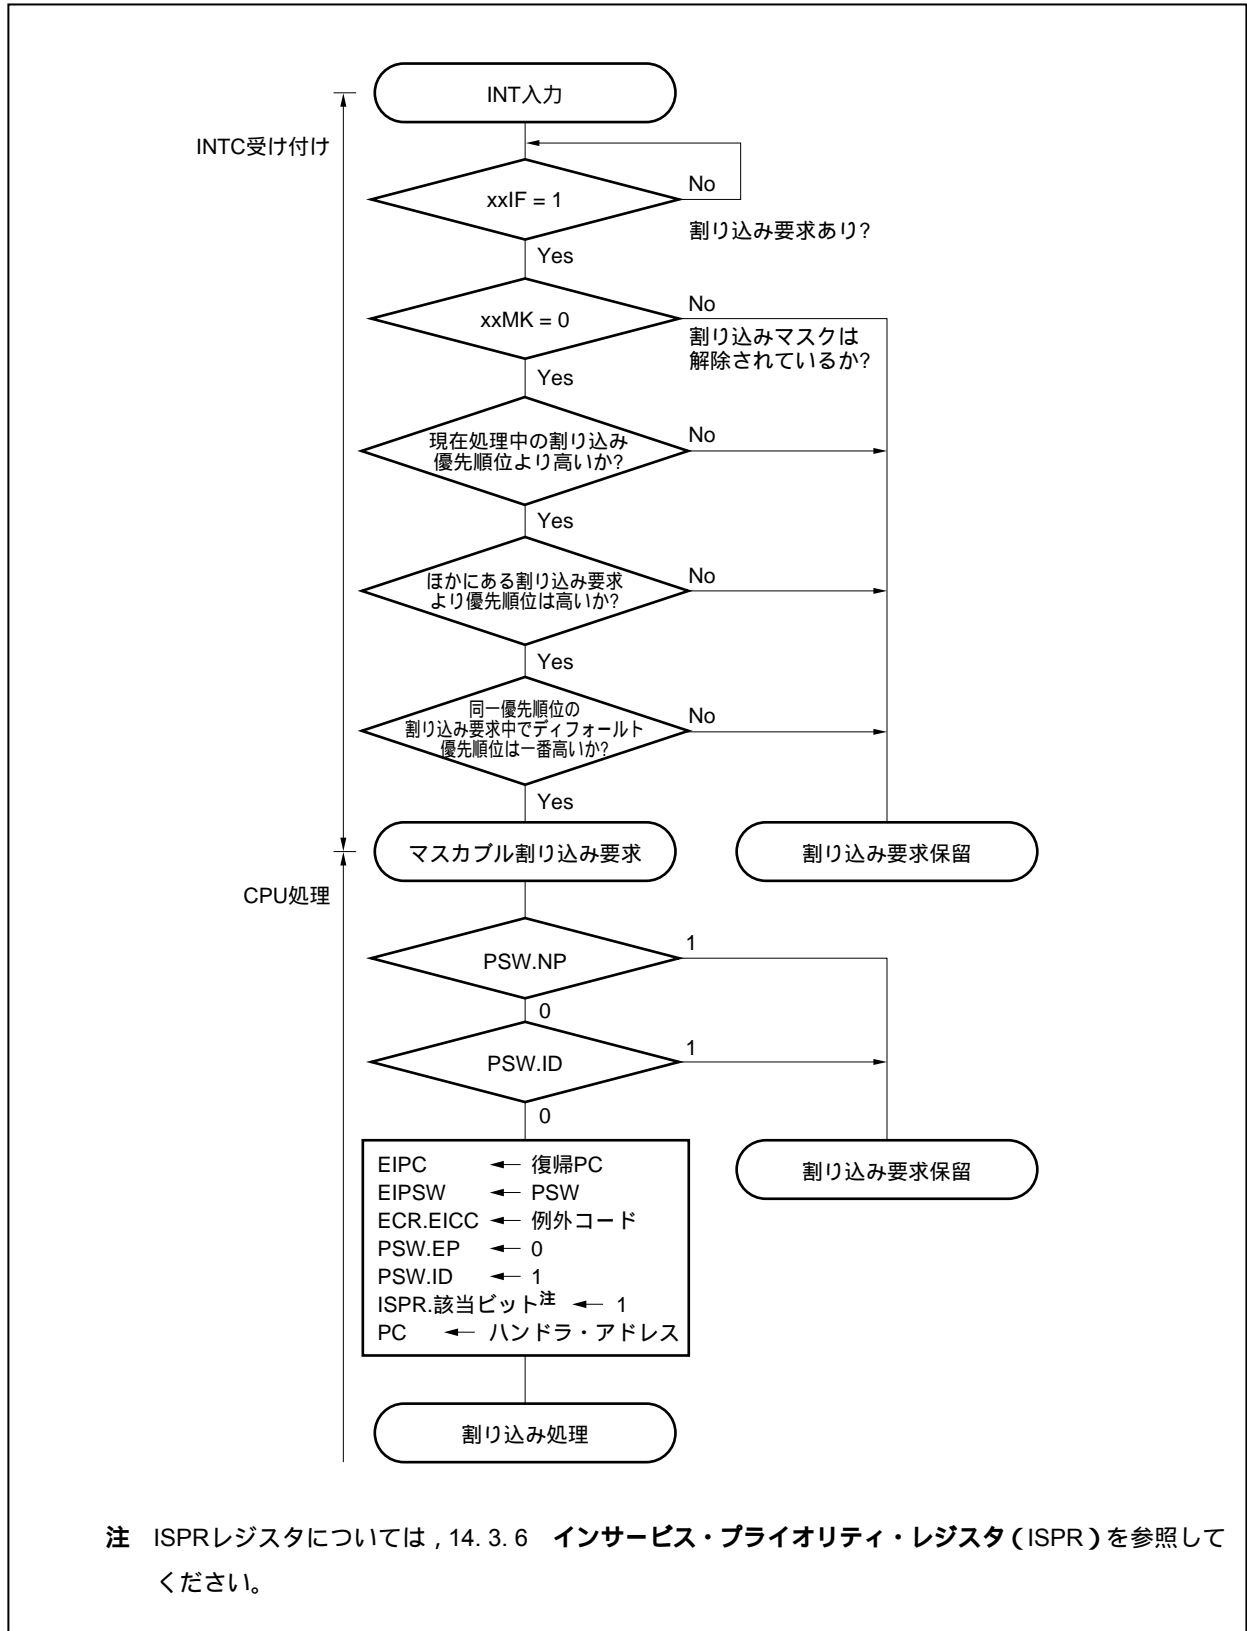 INT入力
INTC受け付け
xxIF = 1
No
割り込み要求あり?
Yes
xxMK = 0
No
割り込みマスクは
解除されているか?
Yes
現在処理中の割り込み
優先順位より高いか?
No
Yes
ほかにある割り込み要求
より優先順位は高いか?
No
Yes
同一優先順位の
割り込み要求中でディフォールト
優先順位は一番高いか?
No
Yes
マスカブル割り込み要求
割り込み要求保留
CPU処理
PSW.NP
1
0
PSW.ID
1
0
EIPC ← 復帰PC
EIPSW ← PSW
ECR.EICC ← 例外コード
PSW.EP ← 0
PSW.ID ← 1
ISPR.該当ビット注 ← 1
PC ← ハンドラ・アドレス
割り込み要求保留
割り込み処理
注 ISPRレジスタについては，14. 3. 6 インサービス・プライオリティ・レジスタ（ISPR）を参照して
ください。